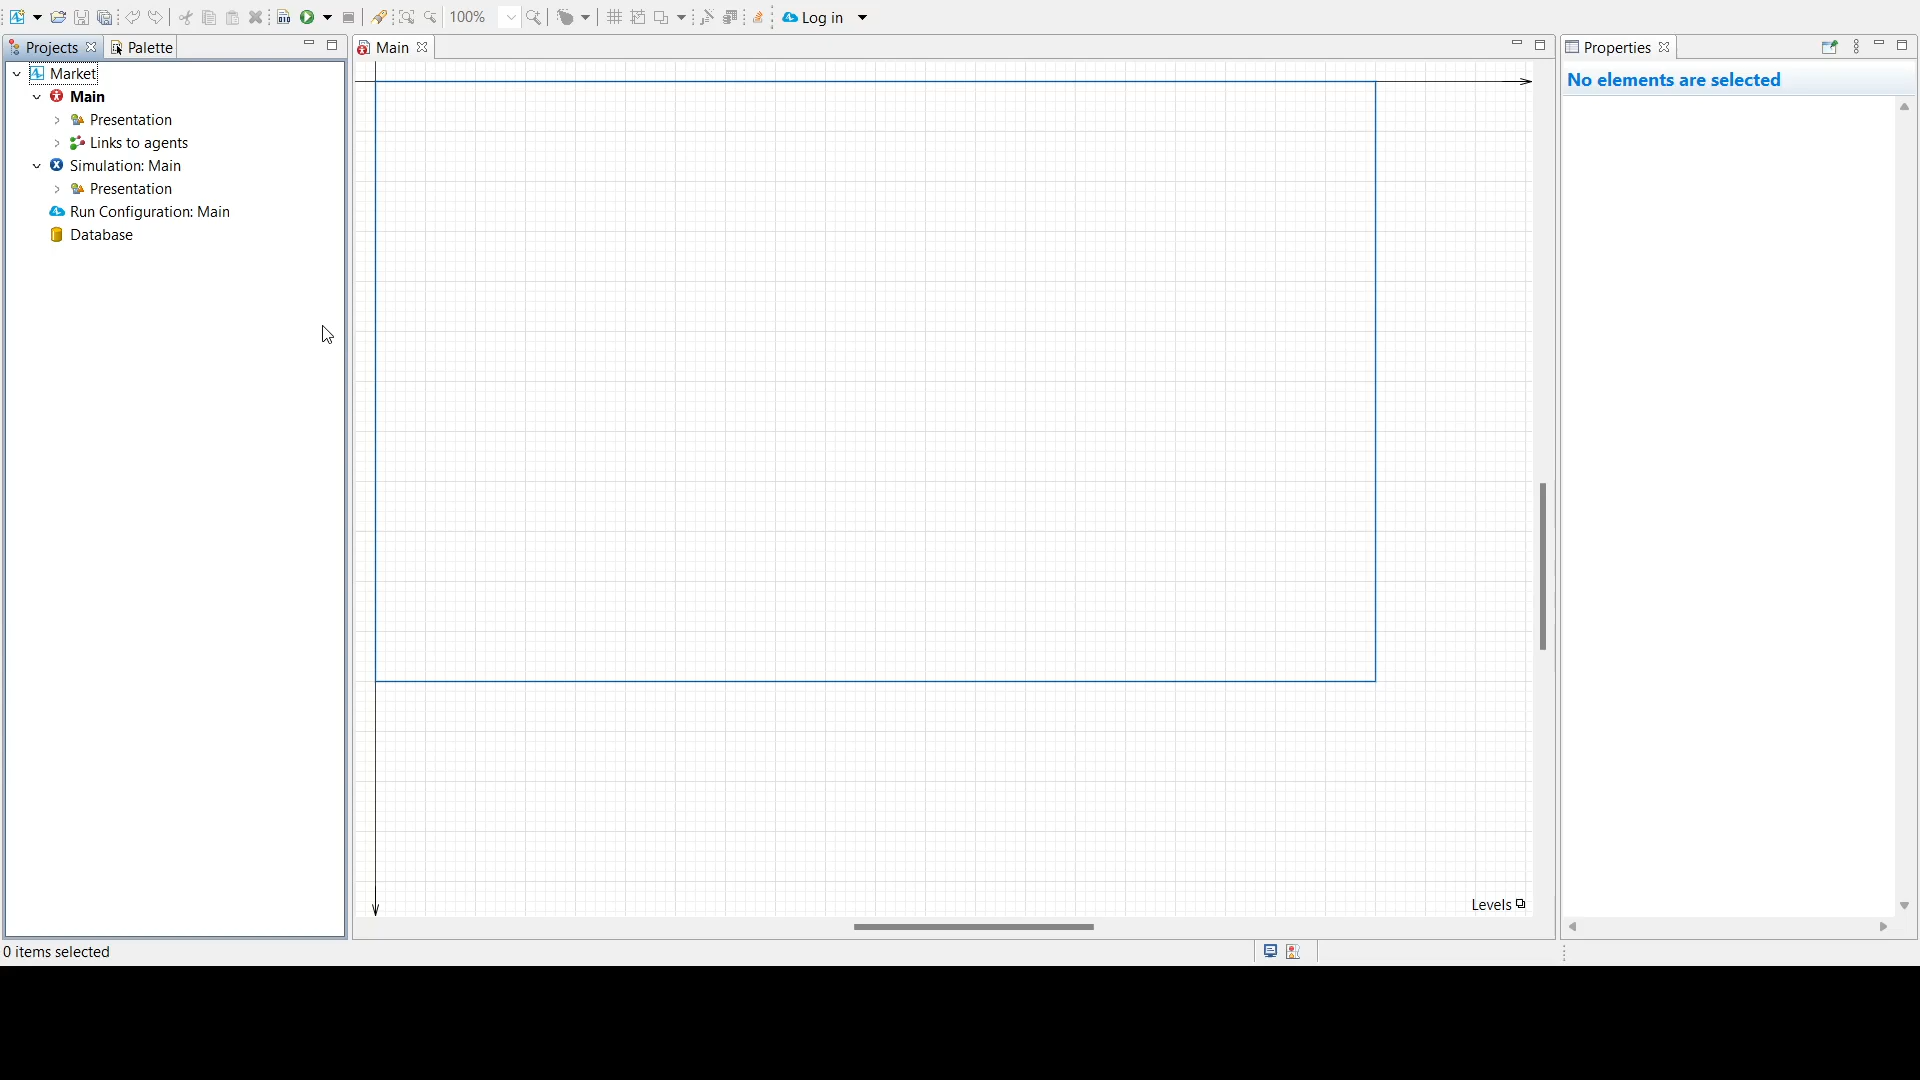 100%
Log in
Projects
Palette
Main
Properties
Market
Main
Presentation
Links to agents
Simulation: Main
Presentation
Run Configuration: Main
Database
No elements are selected
Levels
0 items selected